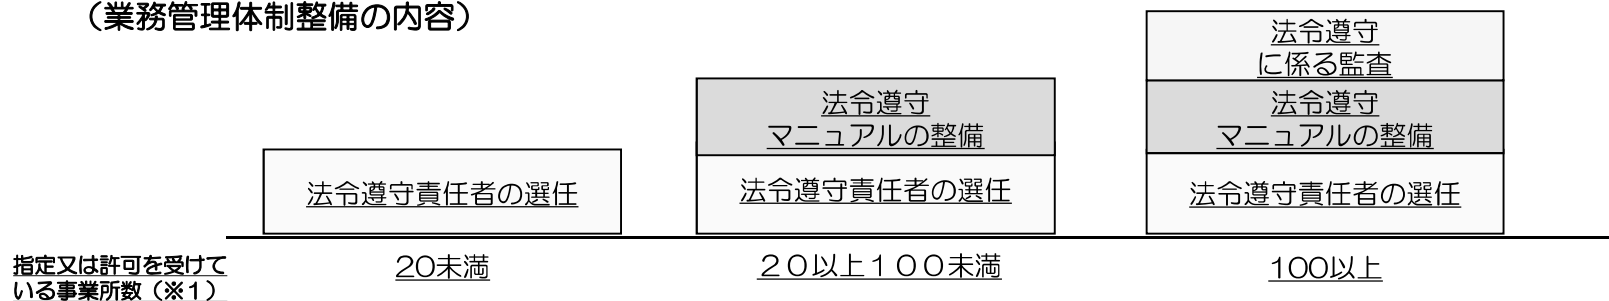 （業務管理体制整備の内容）
法令遵守
に係る監査
法令遵守
マニュアルの整備
法令遵守
マニュアルの整備
法令遵守責任者の選任
法令遵守責任者の選任
法令遵守責任者の選任
指定又は許可を受けて
いる事業所数（※１）
20未満
２０以上１００未満
100以上